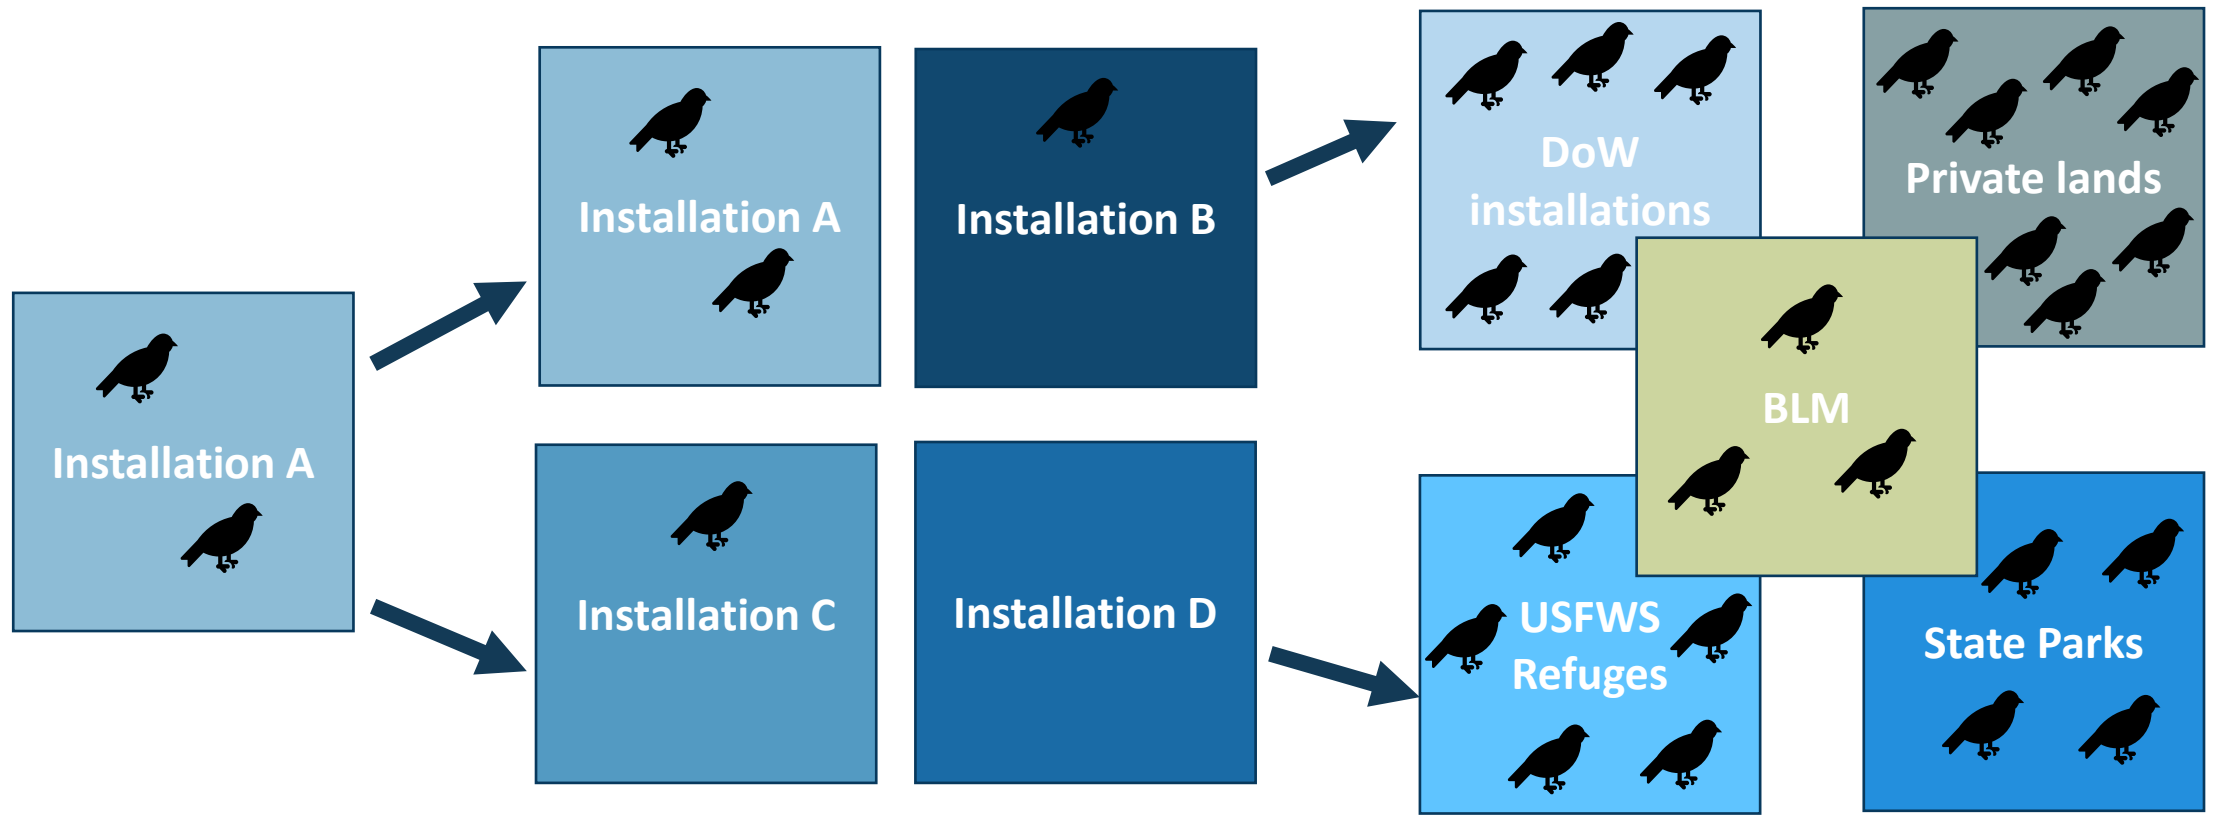 Installation A
Installation A
Installation B
Installation C
Installation D
DoW
installations
Private lands
BLM
USFWS
Refuges
State Parks